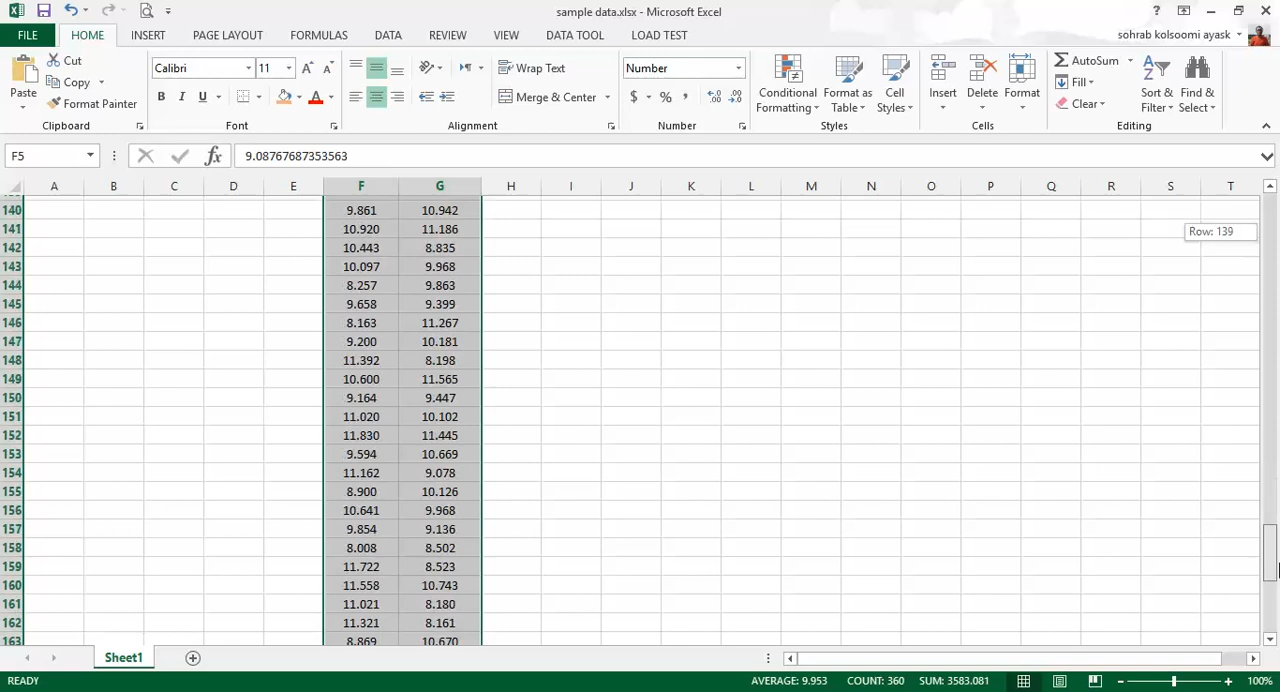 sample data.xlsx - Microsoft Excel
?
FILE HOME INSERT PAGE LAYOUT FORMULAS DATA REVIEW VIEW DATA TOOL LOAD TEST sohrab kolsoomi ayask
Paste Cut Copy Format Painter Clipboard
Calibri 11 A A B I U A Font
Wrap Text Merge & Center Alignment
Number $ % , Number
Conditional Formatting Format as Table Cell Styles Styles
Insert Delete Format Cells
AutoSum Fill Clear Sort & Filter Find & Select Editing
F5 fx 9.08767687353563
A B C D E F G H I J K L M N O P Q R S T
140 9.861 10.942
141 10.920 11.186 Row: 139
142 10.443 8.835
143 10.097 9.968
144 8.257 9.863
145 9.658 9.399
146 8.163 11.267
147 9.200 10.181
148 11.392 8.198
149 10.600 11.565
150 9.164 9.447
151 11.020 10.102
152 11.830 11.445
153 9.594 10.669
154 11.162 9.078
155 8.900 10.126
156 10.641 9.968
157 9.854 9.136
158 8.008 8.502
159 11.722 8.523
160 11.558 10.743
161 11.021 8.180
162 11.321 8.161
163 8.869 10.670
Sheet1
READY AVERAGE: 9.953 COUNT: 360 SUM: 3583.081 100%